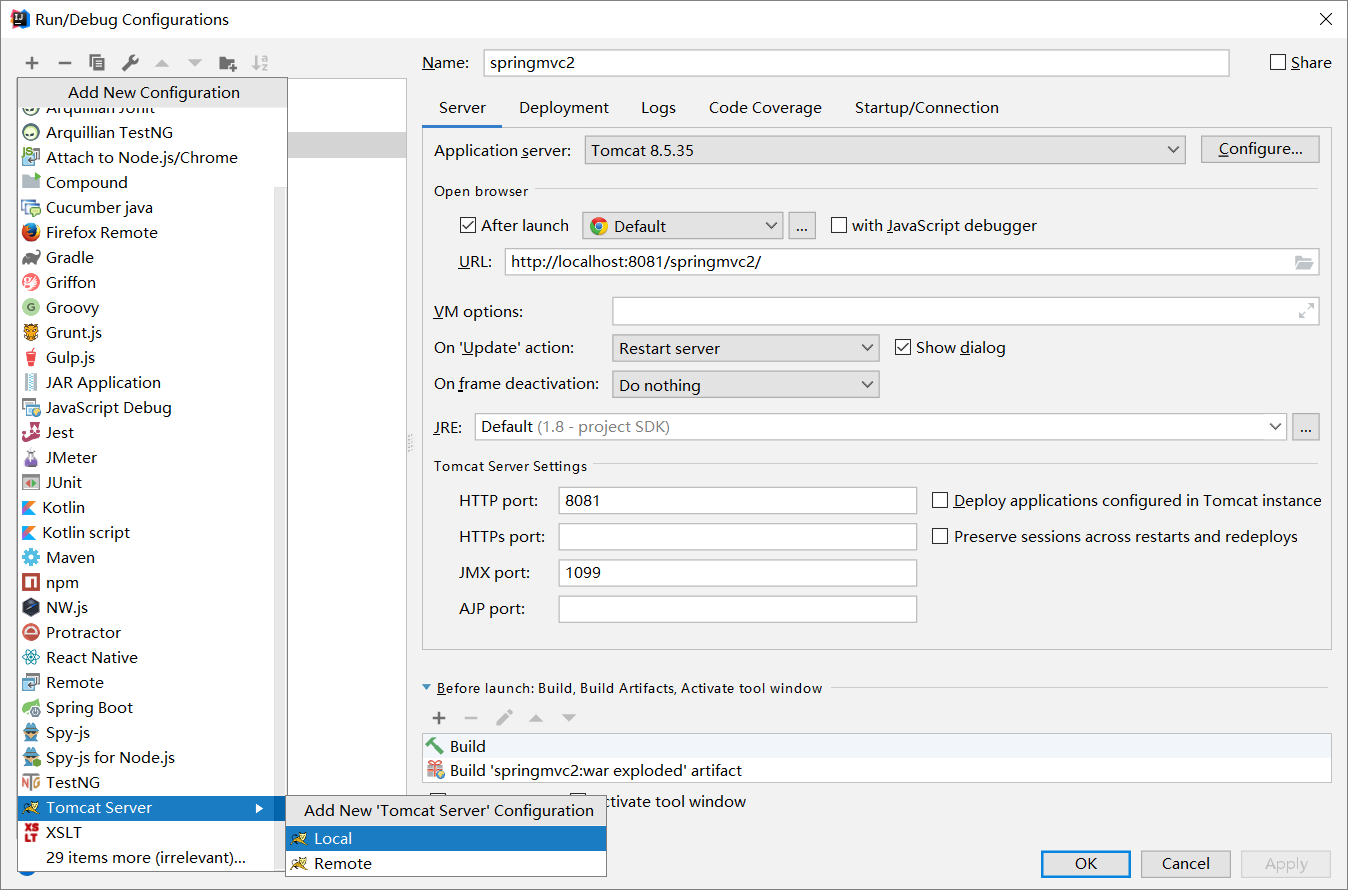 Run/Debug Configurations
Name: springmvc2 Share
Add New Configuration
Arquillian JUnit
Arquillian TestNG
Attach to Node.js/Chrome
Compound
Cucumber java
Firefox Remote
Gradle
Griffon
Groovy
Grunt.js
Gulp.js
JAR Application
JavaScript Debug
Jest
JMeter
JUnit
Kotlin
Kotlin script
Maven
npm
NW.js
Protractor
React Native
Remote
Spring Boot
Spy-js
Spy-js for Node.js
TestNG
Tomcat Server
XSLT
29 items more (irrelevant)...
Add New 'Tomcat Server' Configuration
Local
Remote
Server Deployment Logs Code Coverage Startup/Connection
Application server: Tomcat 8.5.35 Configure...
Open browser
After launch Default ... with JavaScript debugger
URL: http://localhost:8081/springmvc2/
VM options:
On 'Update' action: Restart server Show dialog
On frame deactivation: Do nothing
JRE: Default (1.8 - project SDK) ...
Tomcat Server Settings
HTTP port: 8081 Deploy applications configured in Tomcat instance
HTTPs port: Preserve sessions across restarts and redeploys
JMX port: 1099
AJP port:
Before launch: Build, Build Artifacts, Activate tool window
Build
Build 'springmvc2:war exploded' artifact
ctivate tool window
OK Cancel Apply